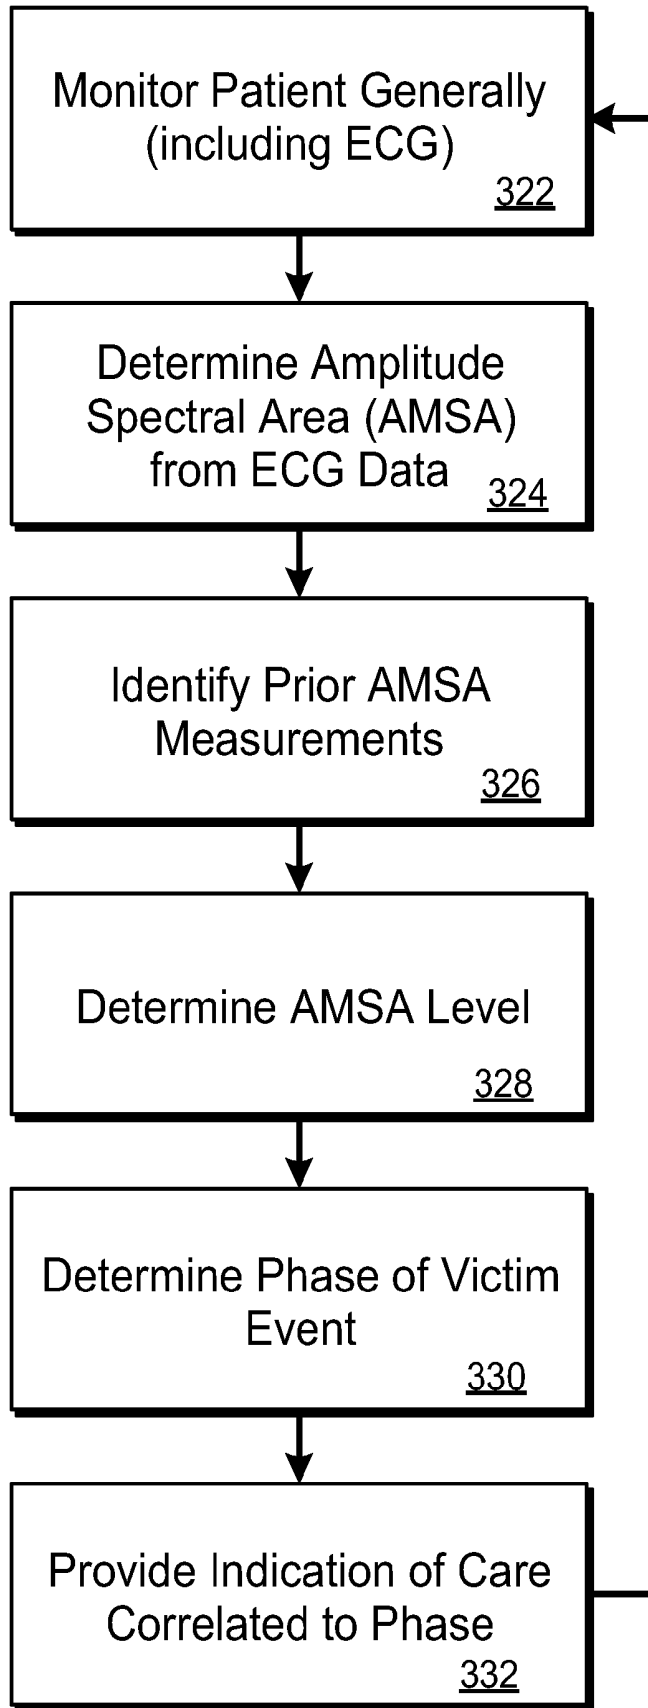 Monitor Patient Generally
(including ECG)
322
Determine Amplitude
Spectral Area (AMSA)
from ECG Data
324
Identify Prior AMSA
Measurements
326
Determine AMSA Level
328
Determine Phase of Victim
Event
330
Provide Indication of Care
Correlated to Phase
332